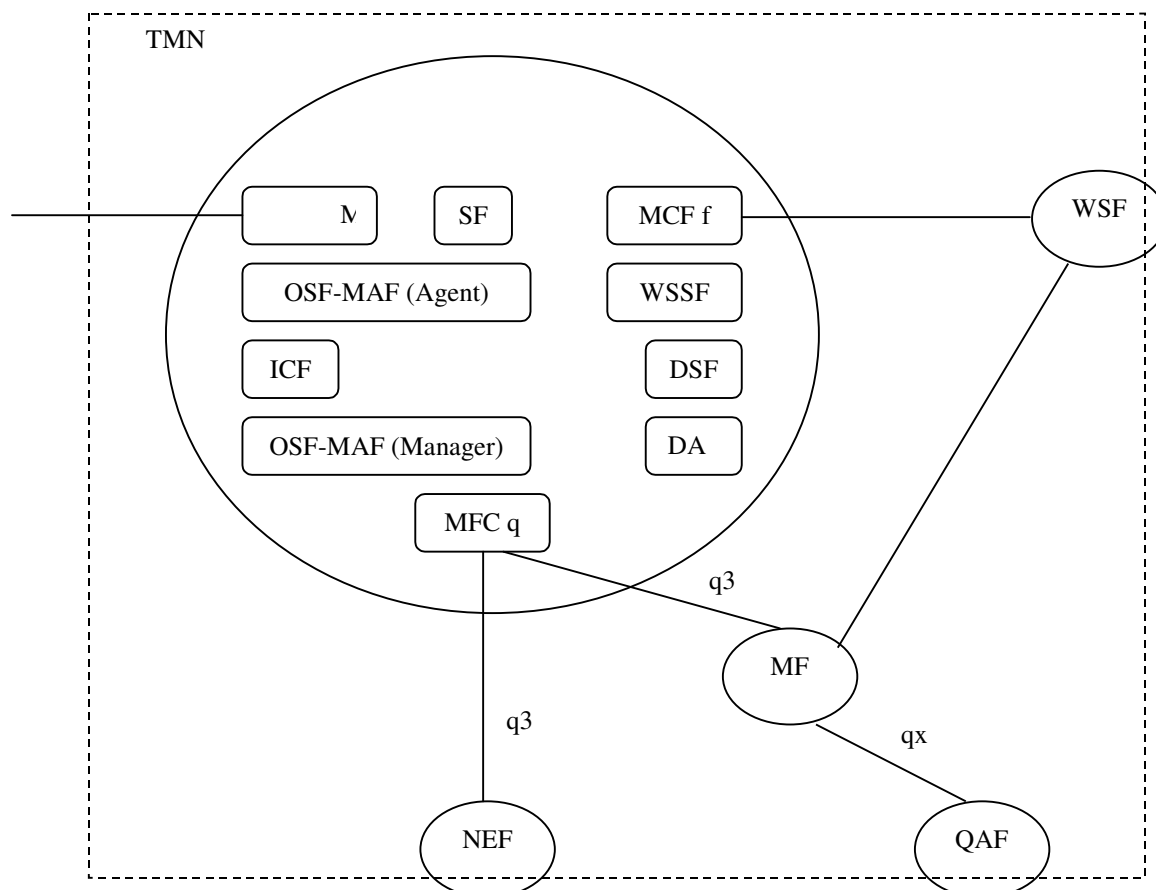 TMN
SF
MCF f
WSF
OSF-MAF (Agent)
WSSF
ICF
DSF
OSF-MAF (Manager)
DA
MFC q
q3
MF
q3
qx
NEF
QAF